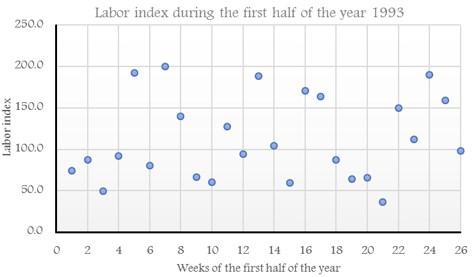 Labor index during the first half of the year 1993
250.0
200.0
150.0
100.0
50.0
0.0
Labor index
0 2 4 6 8 10 12 14 16 18 20 22 24 26
Weeks of the first half of the year